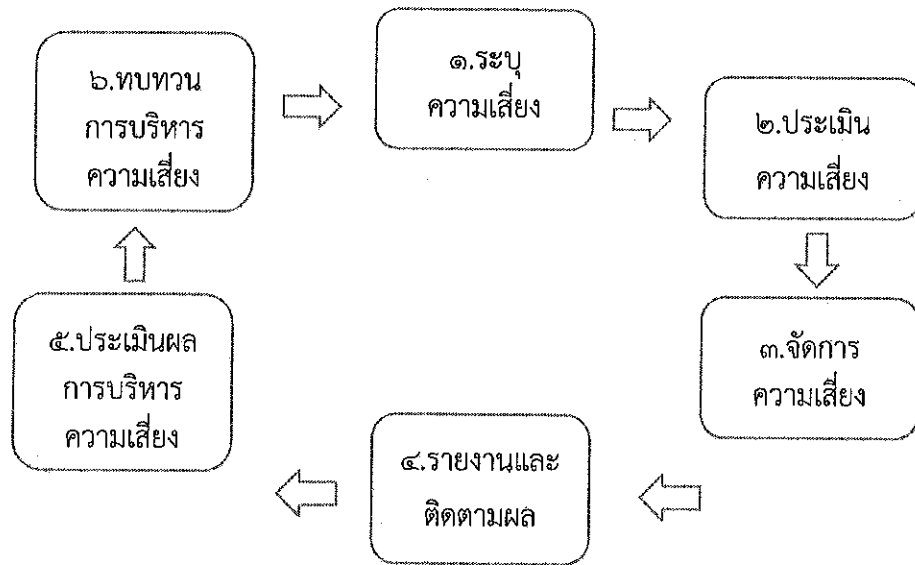 ๑.ระบุ
ความเสี่ยง
๒.ประเมิน
ความเสี่ยง
๓.จัดการ
ความเสี่ยง
๔.รายงานและ
ติดตามผล
๕.ประเมินผล
การบริหาร
ความเสี่ยง
๖.ทบทวน
การบริหาร
ความเสี่ยง